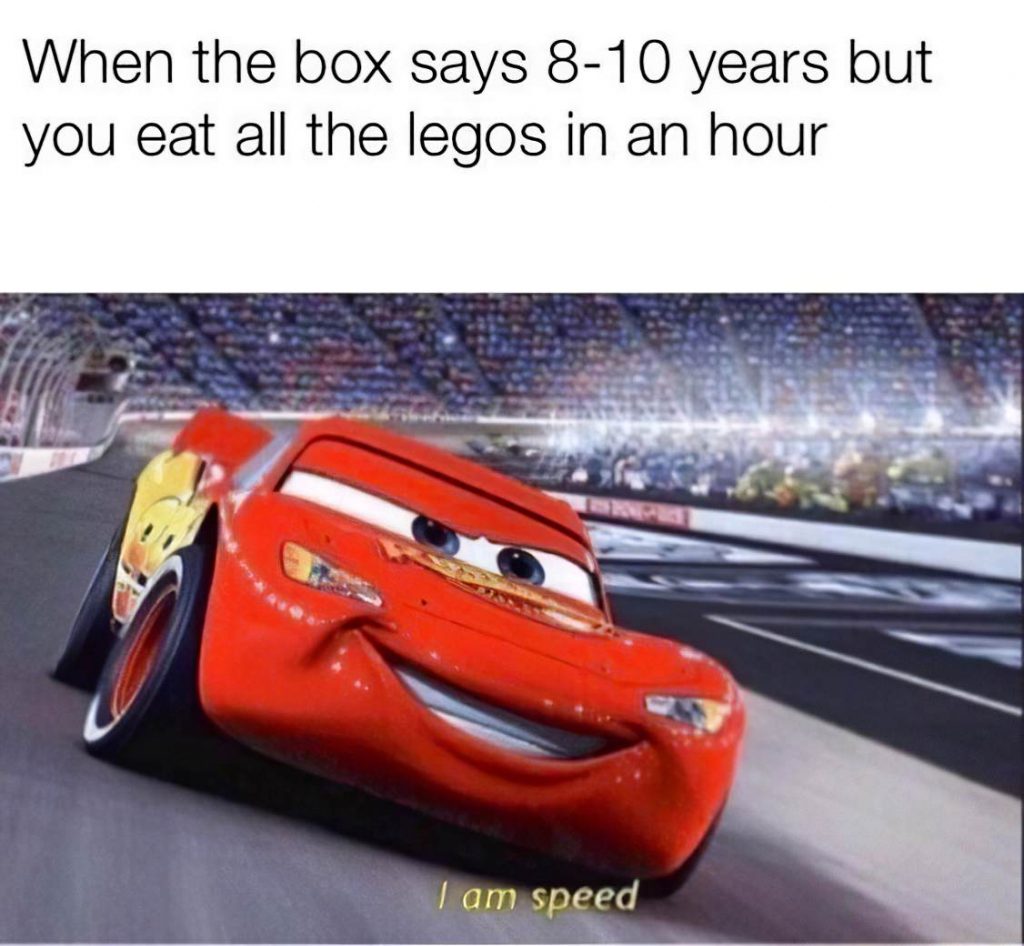 When the box says 8-10 years but
you eat all the legos in an hour
I am speed